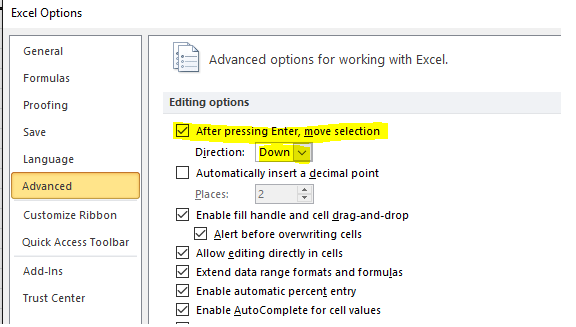 Excel Options
General
Formulas
Proofing
Save
Language
Advanced
Customize Ribbon
Quick Access Toolbar
Add-Ins
Trust Center
Advanced options for working with Excel.
Editing options
After pressing Enter, move selection
Direction: Down
Automatically insert a decimal point
Places: 2
Enable fill handle and cell drag-and-drop
Alert before overwriting cells
Allow editing directly in cells
Extend data range formats and formulas
Enable automatic percent entry
Enable AutoComplete for cell values